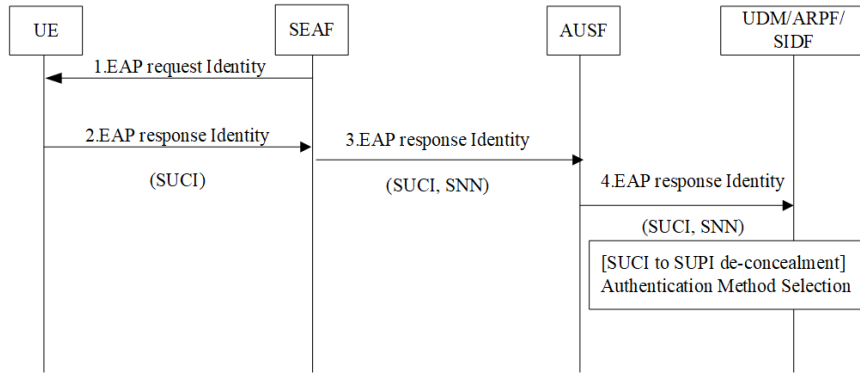 UE
SEAF
AUSF
UDM/ARPF/
SIDF
1.EAP request Identity
2.EAP response Identity
(SUCI)
3.EAP response Identity
(SUCI, SNN)
4.EAP response Identity
(SUCI, SNN)
[SUCI to SUPI de-concealment]
Authentication Method Selection